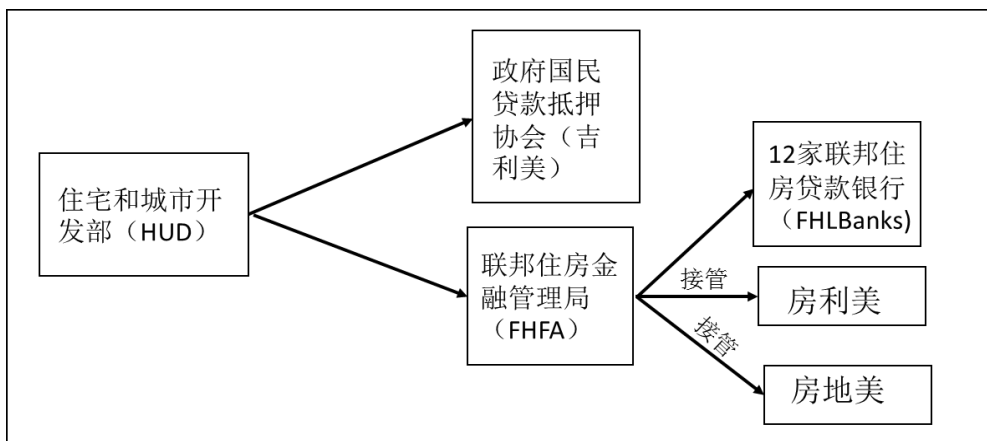 住宅和城市开
发部（HUD）
政府国民
贷款抵押
协会（吉
利美）
联邦住房金
融管理局
（FHFA）
12家联邦住
房贷款银行
（FHLBanks)
接管
房利美
接管
房地美